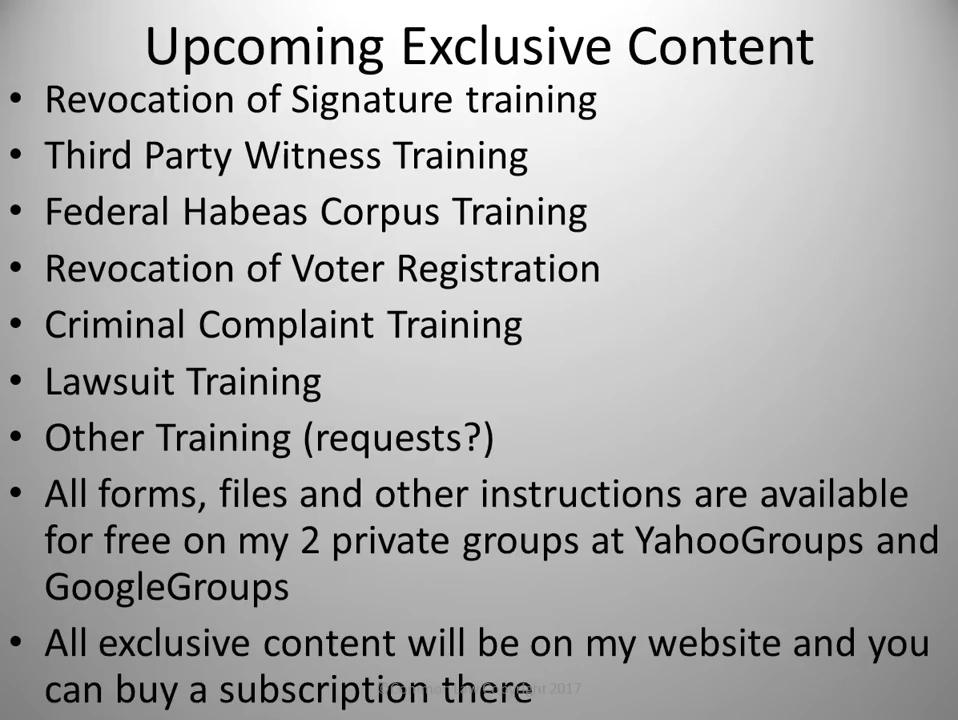 Upcoming Exclusive Content
• Revocation of Signature training
• Third Party Witness Training
• Federal Habeas Corpus Training
• Revocation of Voter Registration
• Criminal Complaint Training
• Lawsuit Training
• Other Training (requests?)
• All forms, files and other instructions are available
for free on my 2 private groups at YahooGroups and
GoogleGroups
• All exclusive content will be on my website and you
can buy a subscription there
2017